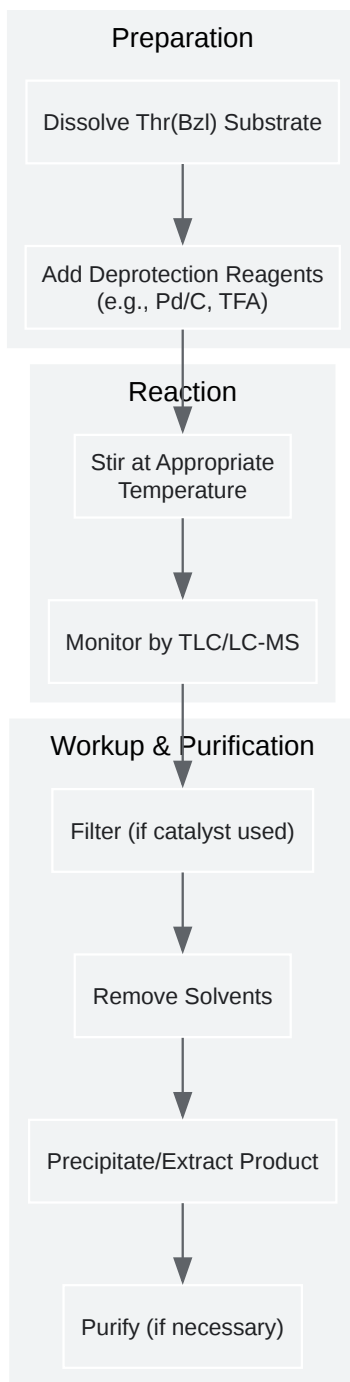 Preparation
Dissolve Thr(Bzl) Substrate
Add Deprotection Reagents
(e.g., Pd/C, TFA)
Reaction
Stir at Appropriate
Temperature
Monitor by TLC/LC-MS
Workup & Purification
Filter (if catalyst used)
Remove Solvents
Precipitate/Extract Product
Purify (if necessary)